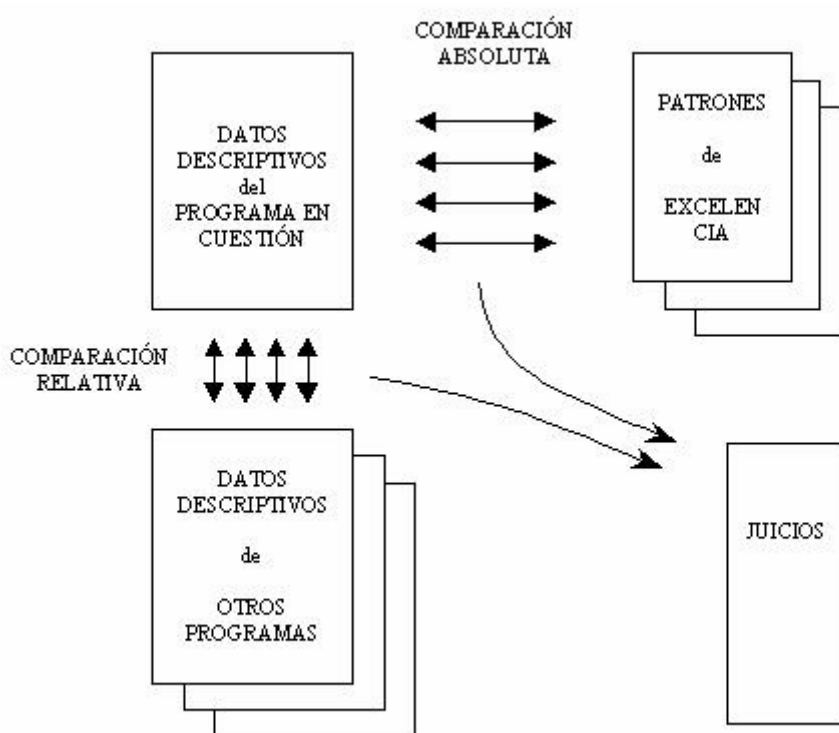 COMPARACIÓN
ABSOLUTA
DATOS
DESCRIPTIVOS
del
PROGRAMA EN
CUESTIÓN
PATRONES
de
EXCELEN
CIA
COMPARACIÓN
RELATIVA
DATOS
DESCRIPTIVOS
de
OTROS
PROGRAMAS
JUICIOS